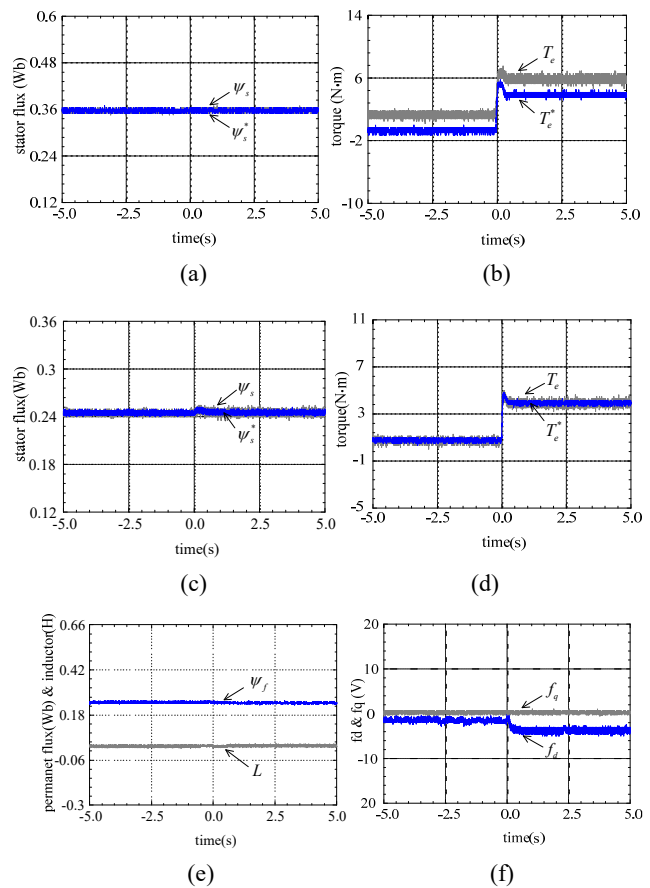 0.6
0.48
0.36
0.24
0.12
stator flux (Wb)
ψs
ψs*
-5.0 -2.5 0.0 2.5 5.0
time(s)
(a)
14
6
-2
-10
torque (N·m)
Te
Te*
-5.0 -2.5 0.0 2.5 5.0
time(s)
(b)
0.36
0.3
0.24
0.18
0.12
stator flux(Wb)
ψs
ψs*
-5.0 -2.5 0.0 2.5 5.0
time(s)
(c)
11
7
3
-1
-5
torque(N·m)
Te
Te*
-5.0 -2.5 0.0 2.5 5.0
time(s)
(d)
0.66
0.42
0.18
-0.06
-0.3
permanet flux(Wb) & inductor(H)
ψf
L
-5.0 -2.5 0.0 2.5 5.0
time(s)
(e)
20
10
0
-10
20
fd & fq (V)
fq
fd
-5.0 -2.5 0.0 2.5 5.0
time(s)
(f)